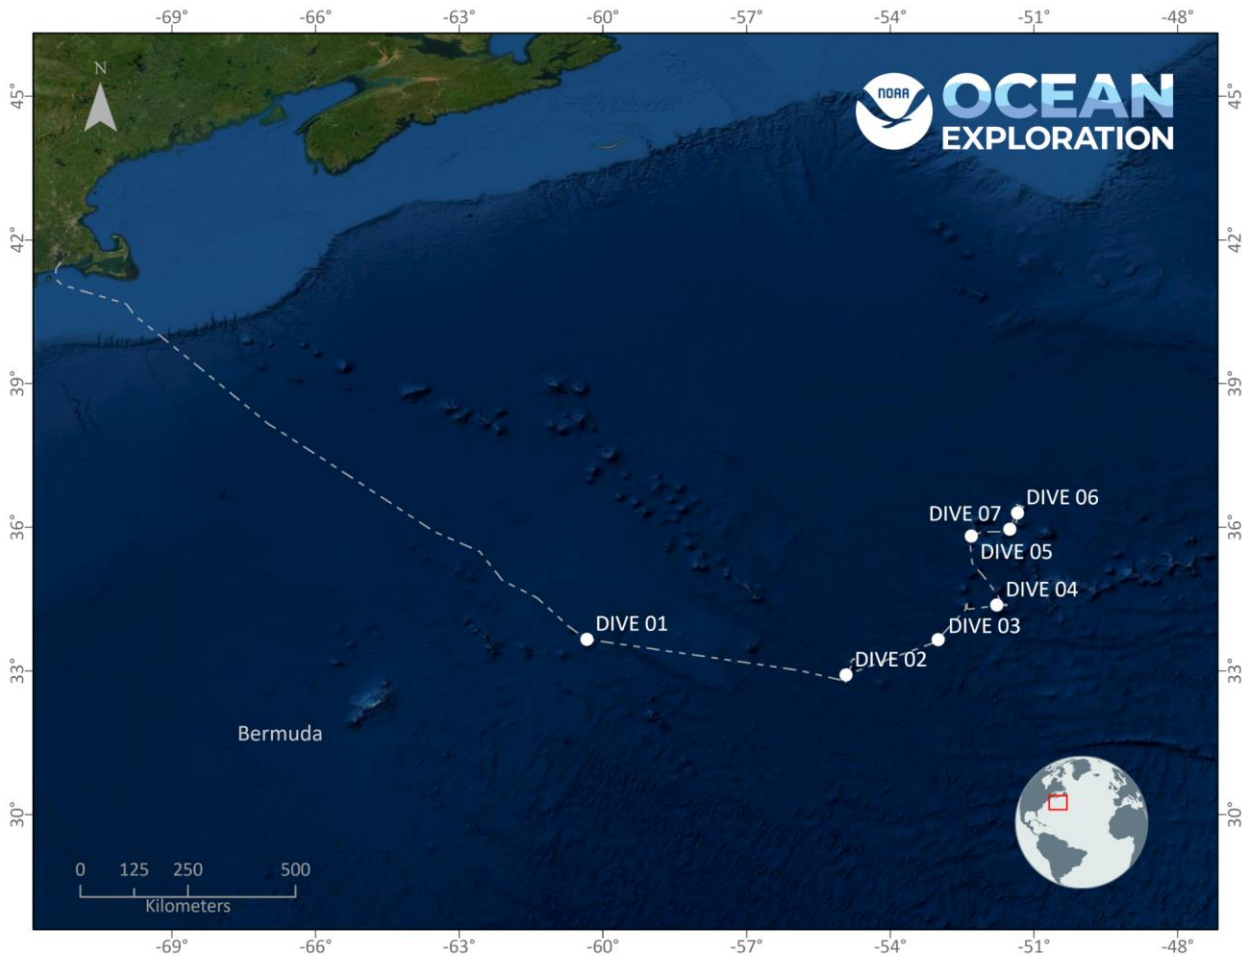 -69° -66° -63° -60° -57° -54° -51° -48°
N
NOAA
OCEAN
EXPLORATION
45° 45°
42° 42°
39° 39°
DIVE 06
DIVE 07
36° 36°
DIVE 05
DIVE 04
DIVE 01
DIVE 03
DIVE 02
33° 33°
Bermuda
30° 30°
0 125 250 500
Kilometers
-69° -66° -63° -60° -57° -54° -51° -48°